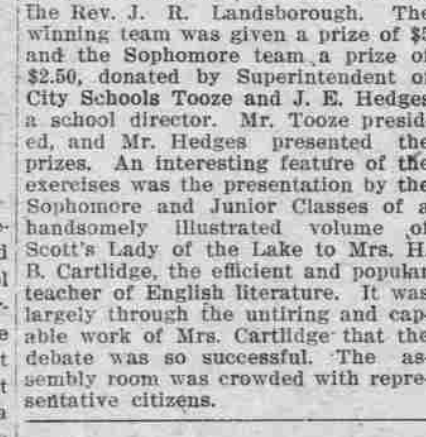 the Rev. J. R. Landsborough. The
winning team was given a prize of $5
and the Sophomore team a prize of
$2.50, donated by Superintendent of
City Schools Tooze and J. E. Hedges
a school director. Mr. Tooze presid-
ed, and Mr. Hedges presented the
prizes. An interesting feature of the
exercises was the presentation by the
Sophomore and Junior Classes of a
handsomely illustrated volume of
Scott's Lady of the Lake to Mrs. H.
B. Cartlidge, the efficient and popular
teacher of English literature. It was
largely through the untiring and cap-
able work of Mrs. Cartlidge that the
debate was so successful. The as-
sembly room was crowded with repre-
sentative citizens.